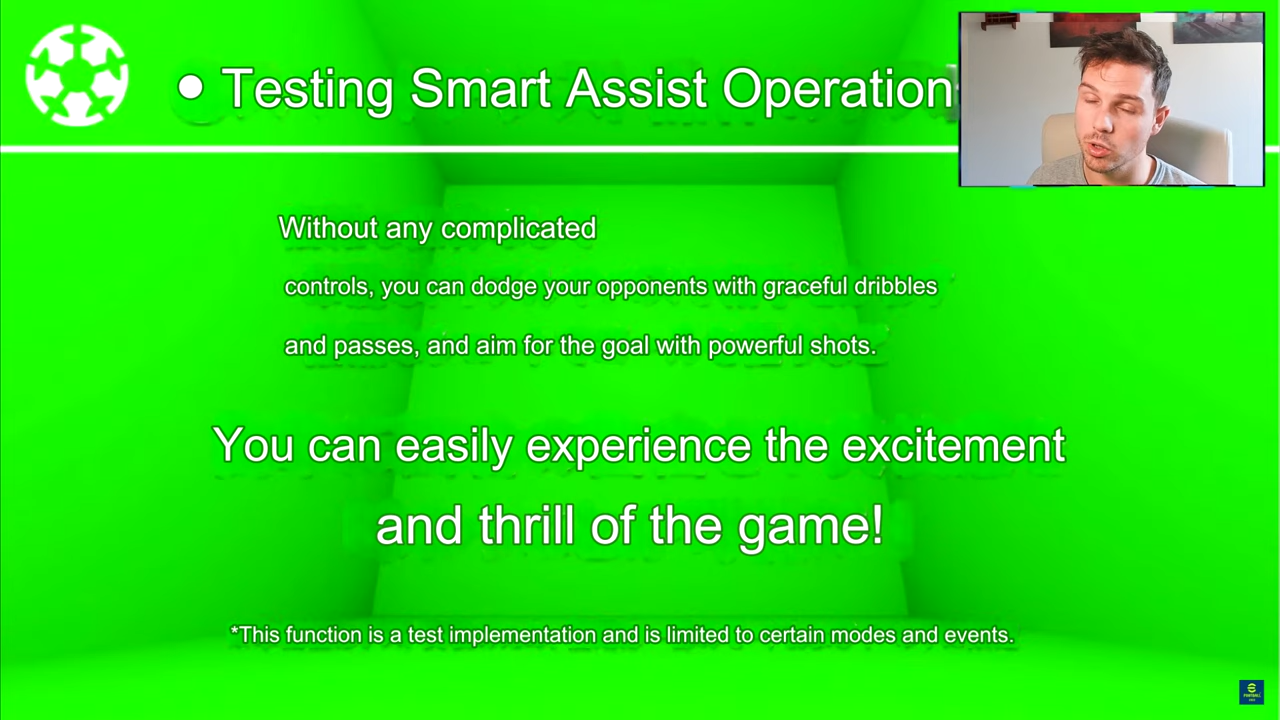 • Testing Smart Assist Operation
Without any complicated
controls, you can dodge your opponents with graceful dribbles
and passes, and aim for the goal with powerful shots.
You can easily experience the excitement
and thrill of the game!
*This function is a test implementation and is limited to certain modes and events.